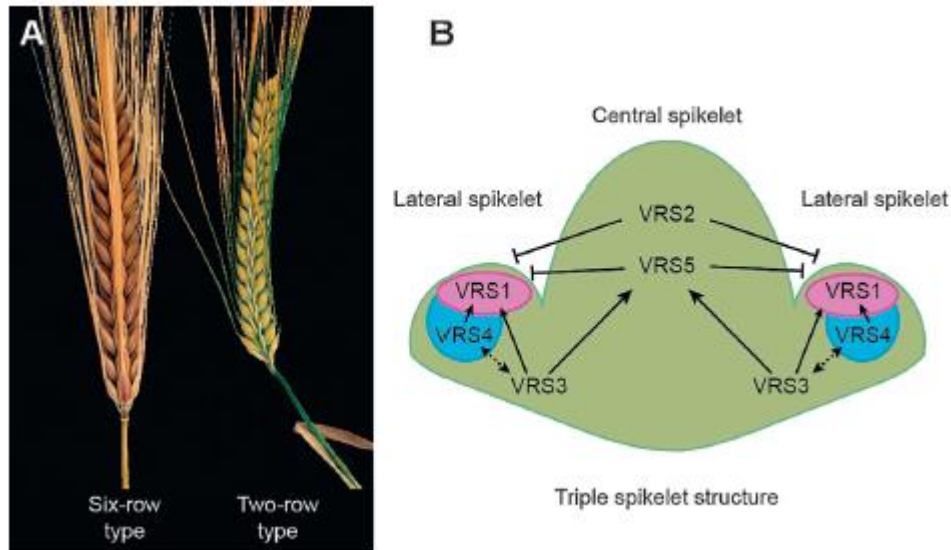 A
Six-row
type
Two-row
type
B
Central spikelet
Lateral spikelet
Lateral spikelet
VRS2
VRS5
VRS1
VRS1
VRS4
VRS4
VRS3
VRS3
Triple spikelet structure